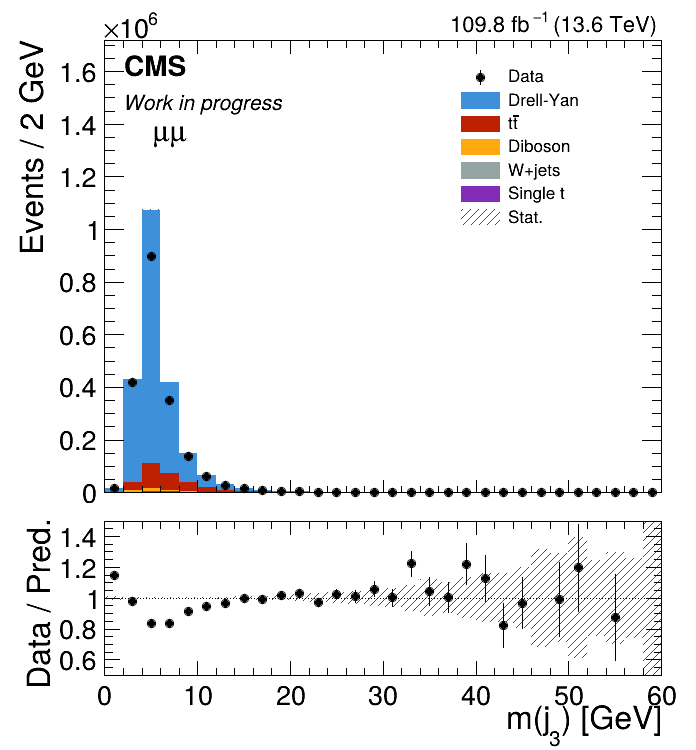 ×10⁶
109.8 fb⁻¹ (13.6 TeV)
Events / 2 GeV
CMS
Work in progress
μμ
Data
Drell-Yan
tt̅
Diboson
W+jets
Single t
Stat.
1.6
1.4
1.2
1
0.8
0.6
0.4
0.2
0
Data / Pred.
1.4
1.2
1
0.8
0.6
0 10 20 30 40 50 60
m(j₃) [GeV]